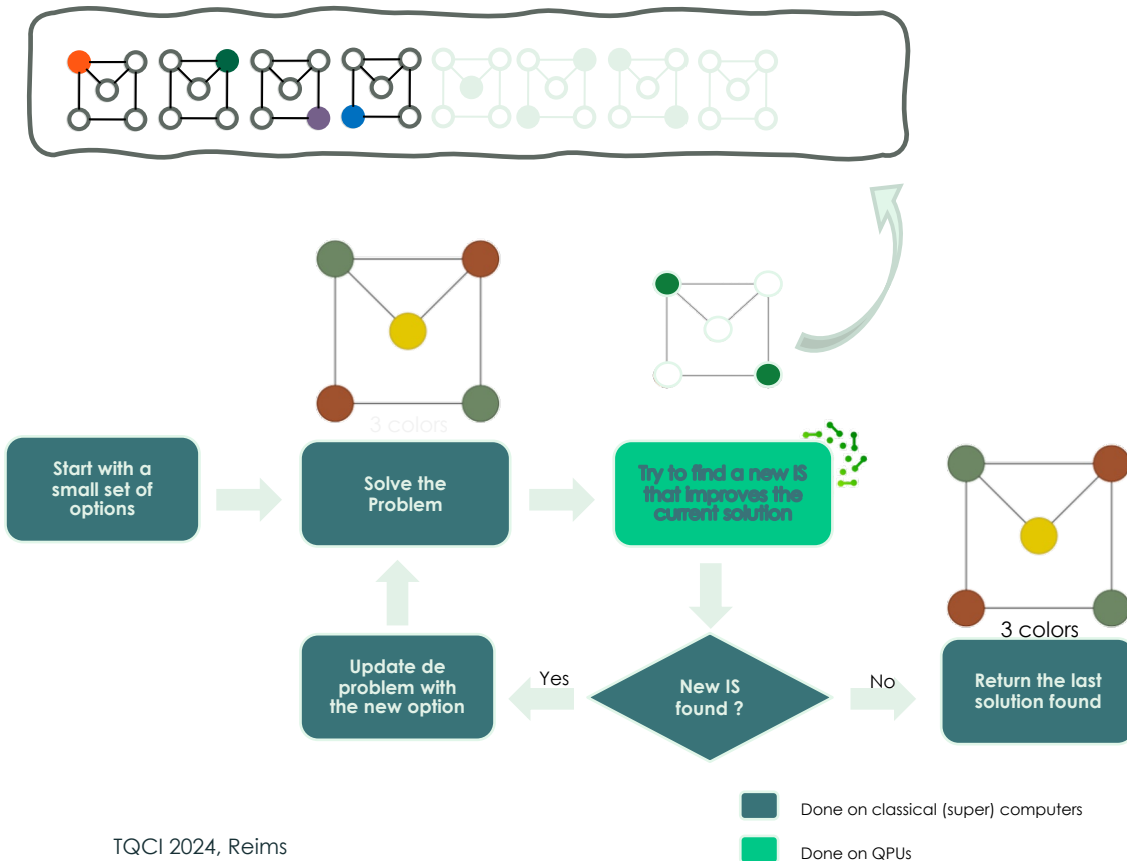 3 colors
Start with a
small set of
options
Solve the
Problem
Try to find a new IS
that improves the
current solution
Update de
problem with
the new option
Yes
New IS
found ?
No
3 colors
Return the last
solution found
Done on classical (super) computers
Done on QPUs
TQCI 2024, Reims